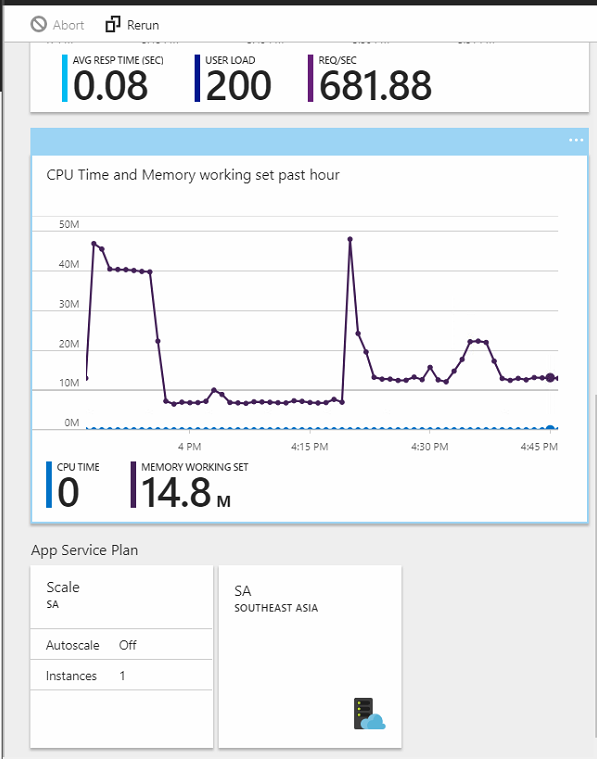 Abort Rerun
AVG RESP TIME (SEC) USER LOAD REQ/SEC
0.08 200 681.88
...
CPU Time and Memory working set past hour
50M
40M
30M
20M
10M
0M
4 PM 4:15 PM 4:30 PM 4:45 PM
CPU TIME MEMORY WORKING SET
0 14.8 M
App Service Plan
Scale
SA
Autoscale Off
Instances 1
SA
SOUTHEAST ASIA